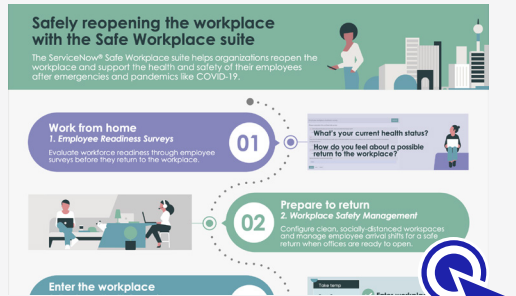 Safely reopening the workplace
with the Safe Workplace suite
The ServiceNow® Safe Workplace suite helps organizations reopen the
workplace and support the health and safety of their employees
after emergencies and pandemics like COVID-19.
Work from home
1. Employee Readiness Surveys
Evaluate workforce readiness through employee
surveys before they return to the workplace.
01
What's your current health status?
How do you feel about a possible
return to the workplace?
02
Prepare to return
2. Workplace Safety Management
Configure clean, socially-distanced workspaces
and manage employee arrival shifts for a safe
return when offices are ready to open.
Enter the workplace
Take temp
Enter workplace